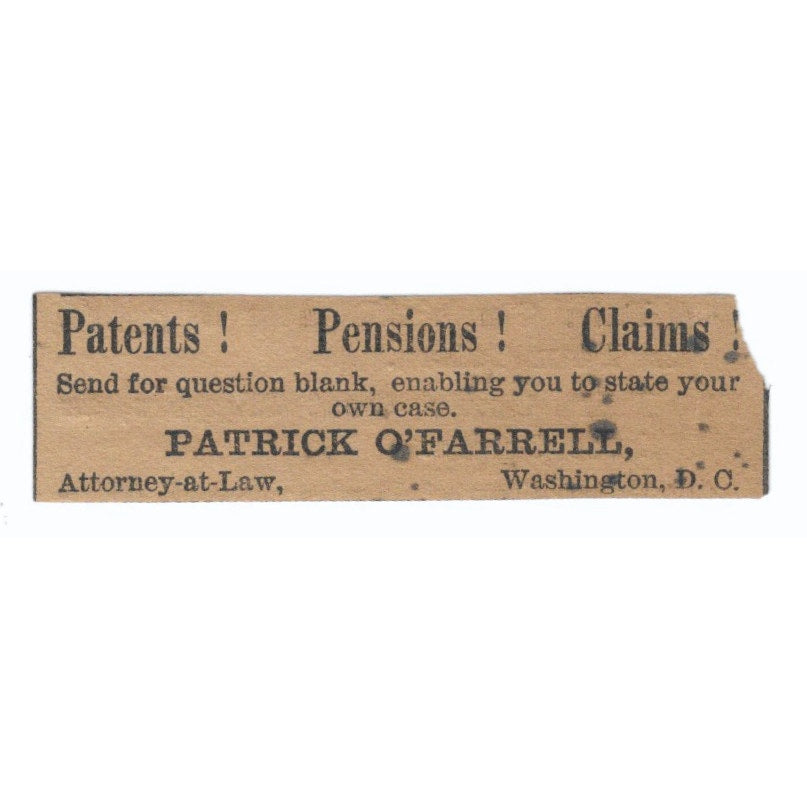 Patents ! Pensions ! Claims !
Send for question blank, enabling you to state your
own case.
PATRICK O'FARRELL,
Attorney-at-Law, Washington, D. C.